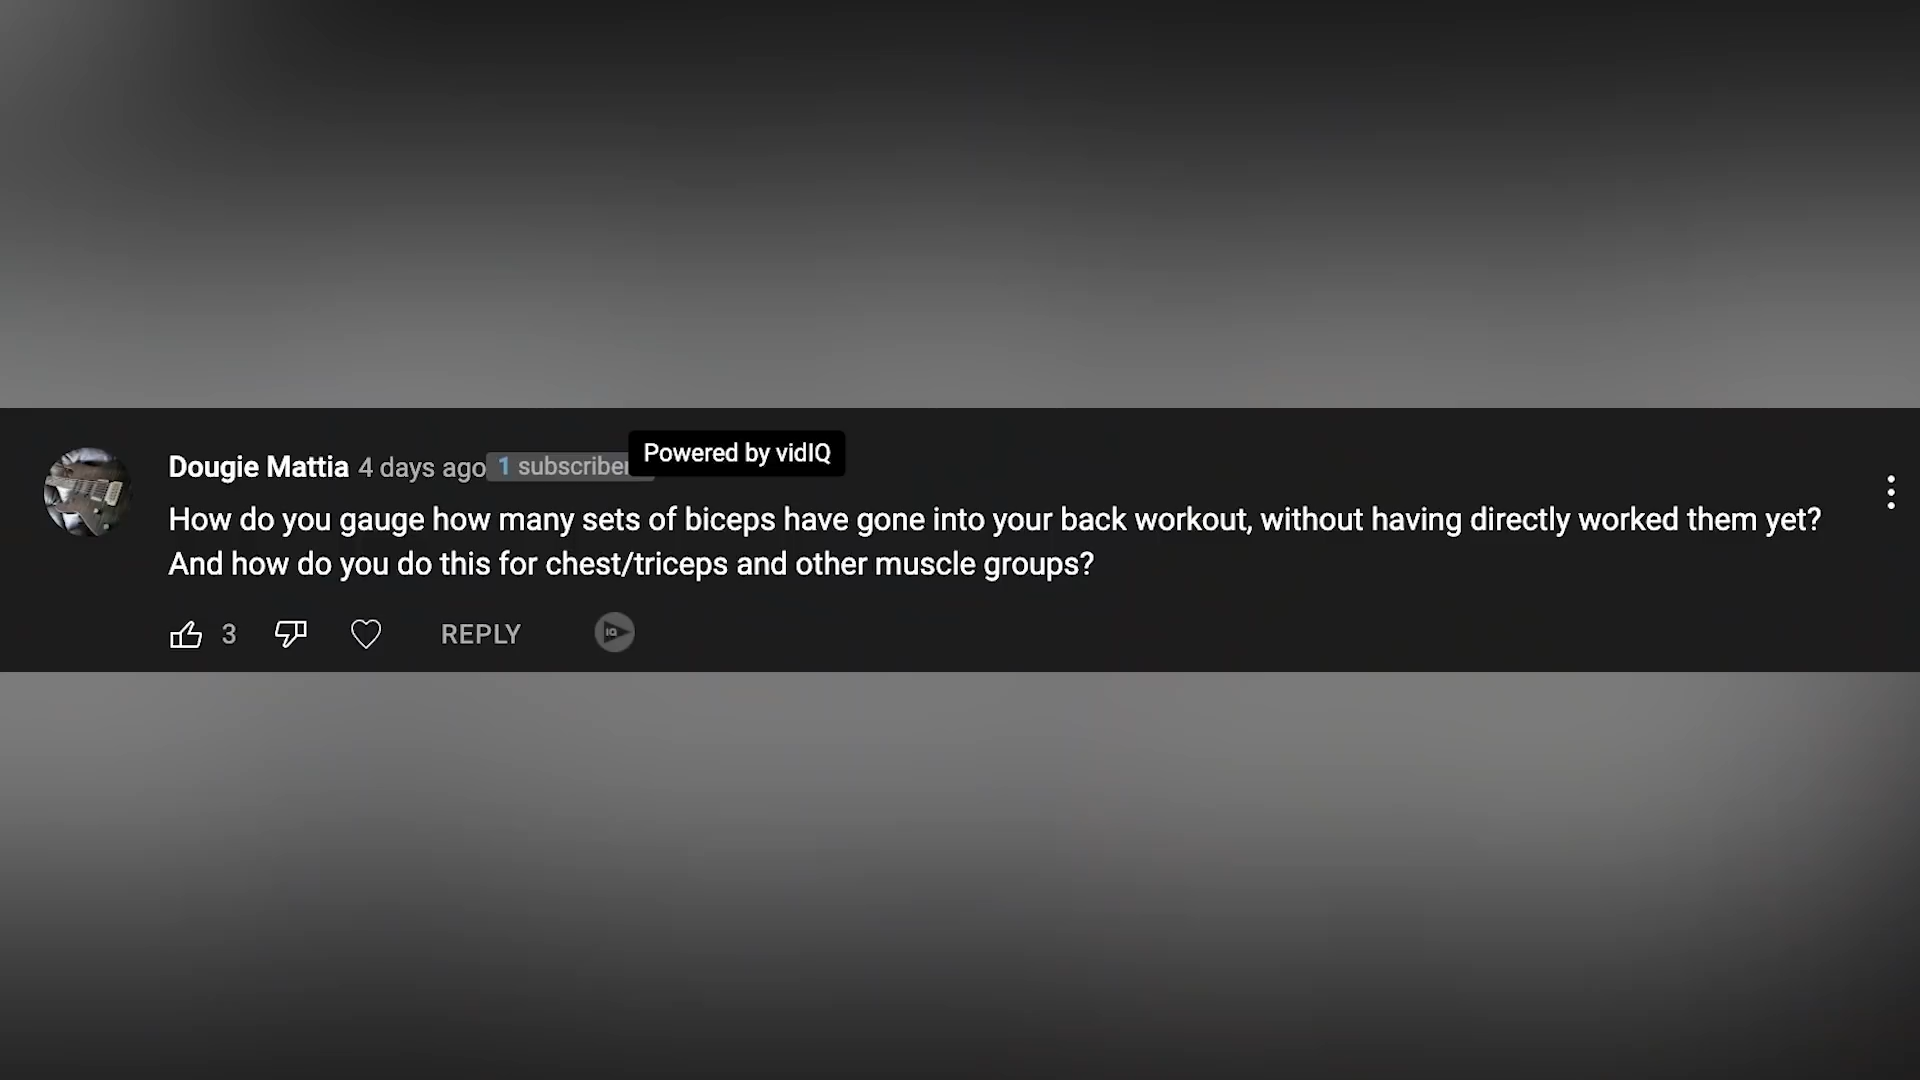 Powered by vidIQ
Dougie Mattia 4 days ago 1 subscriber
How do you gauge how many sets of biceps have gone into your back workout, without having directly worked them yet?
And how do you do this for chest/triceps and other muscle groups?
3 REPLY IQ